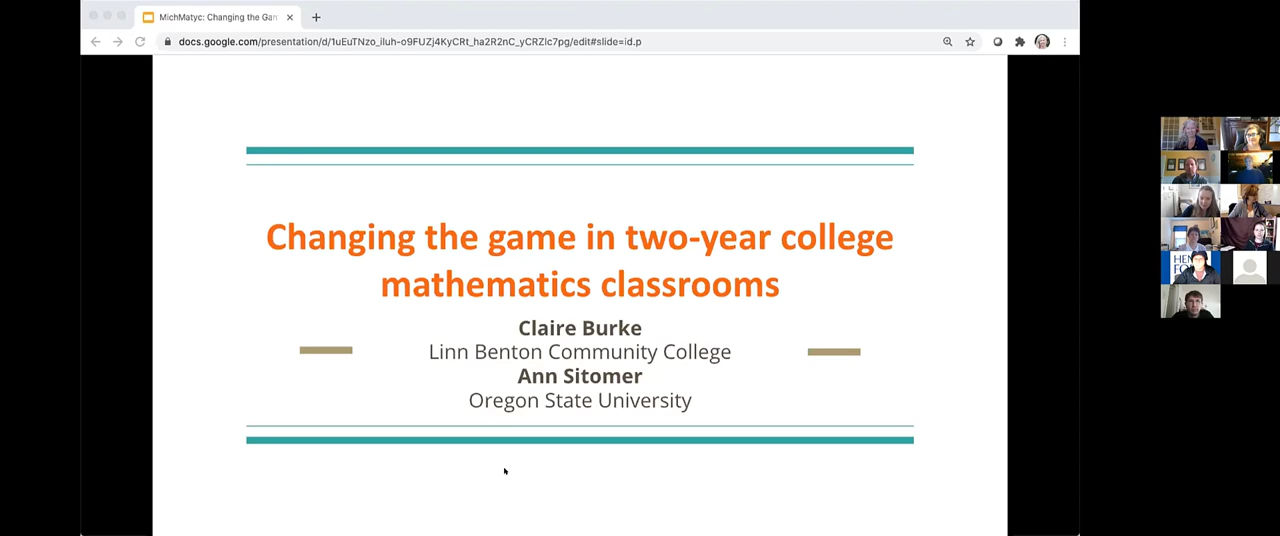 MichMatyc: Changing the Gan
docs.google.com/presentation/d/1uEuTNzo_iluh-o9FUZj4KyCRt_ha2R2nC_yCRZlc7pg/edit#slide=id.p
Changing the game in two-year college
mathematics classrooms
Claire Burke
Linn Benton Community College
Ann Sitomer
Oregon State University